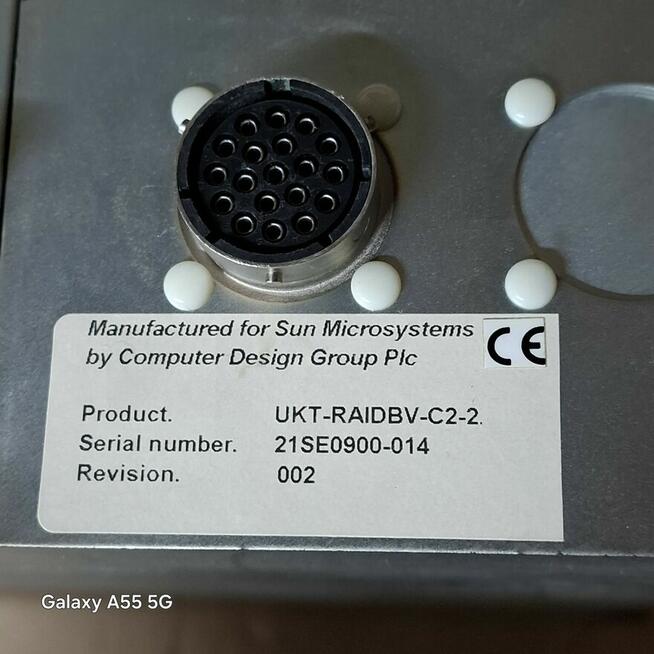 Manufactured for Sun Microsystems CE
by Computer Design Group Plc
Product. UKT-RAIDBV-C2-2.
Serial number. 21SE0900-014
Revision. 002
Galaxy A55 5G